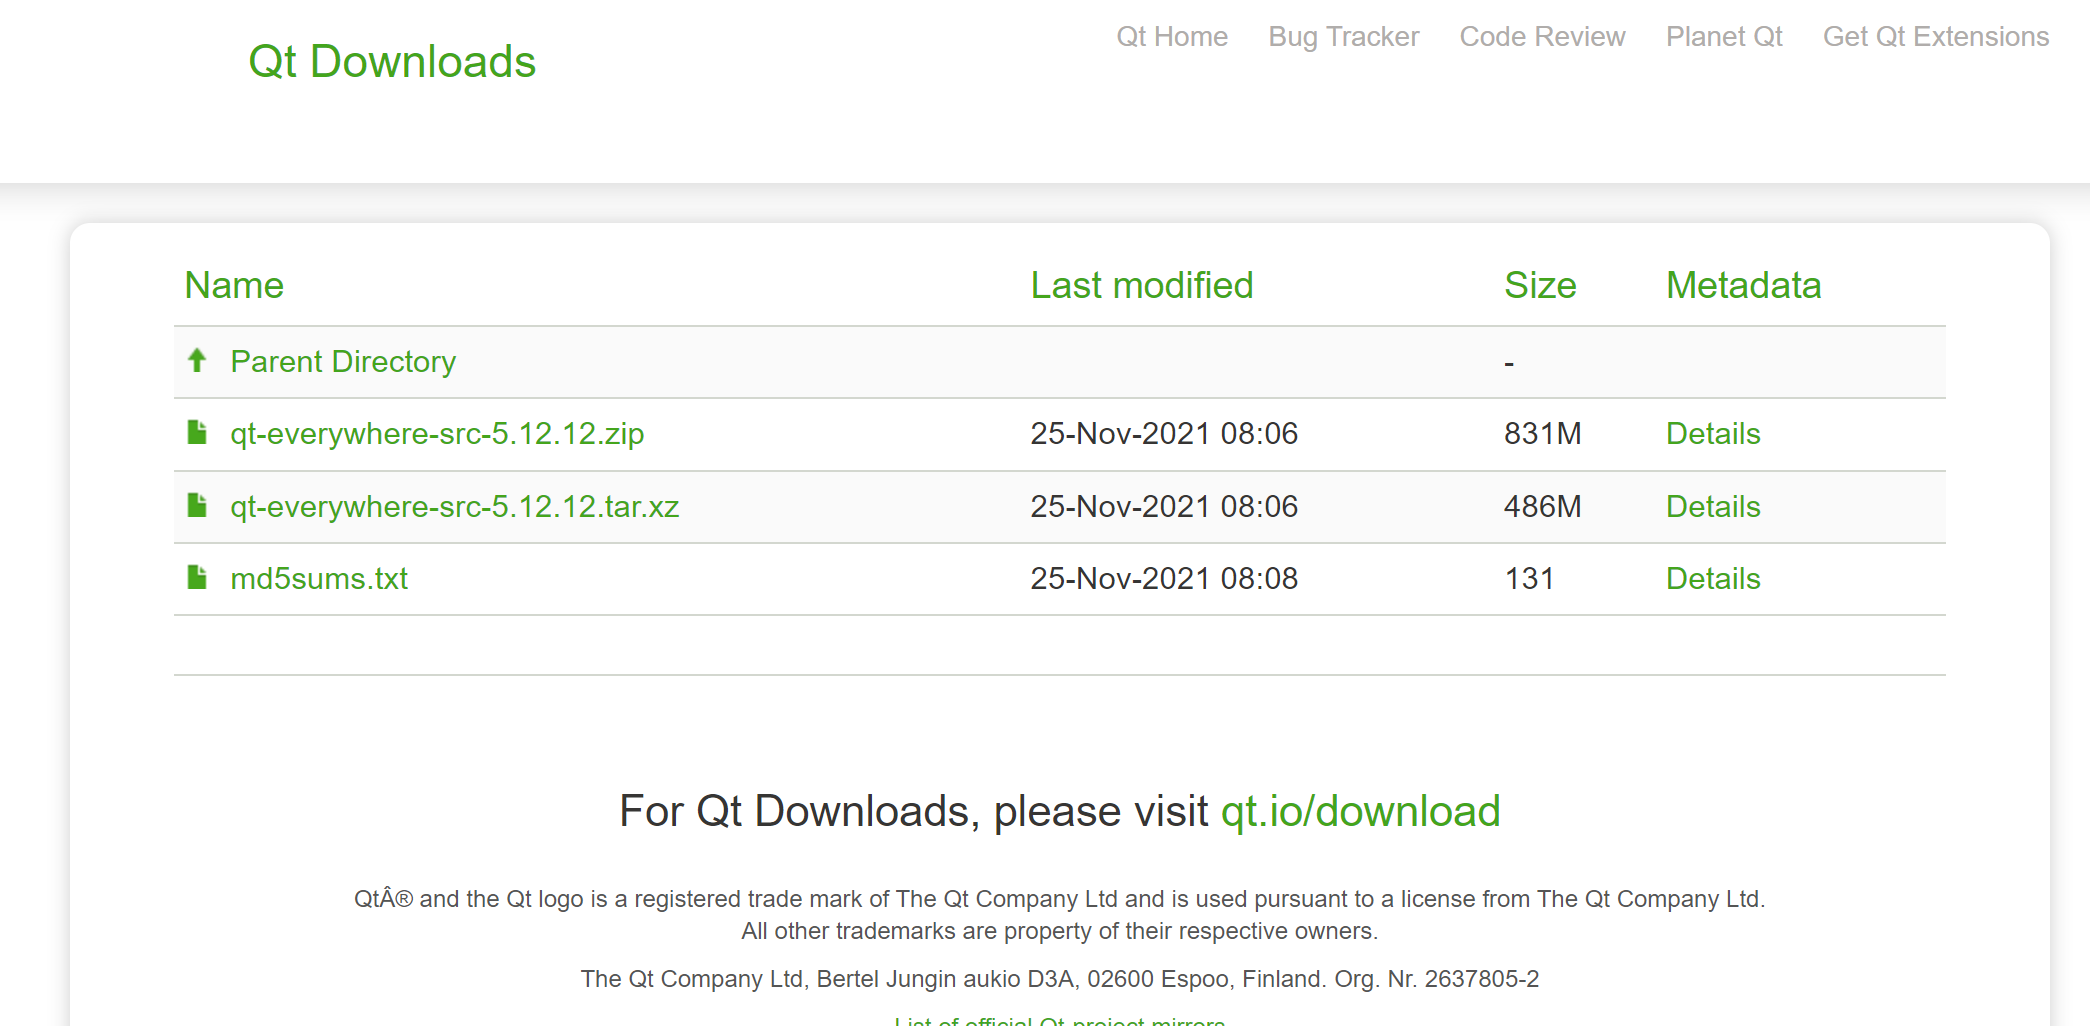 Qt Downloads
Qt Home Bug Tracker Code Review Planet Qt Get Qt Extensions
Name Last modified Size Metadata
Parent Directory -
qt-everywhere-src-5.12.12.zip 25-Nov-2021 08:06 831M Details
qt-everywhere-src-5.12.12.tar.xz 25-Nov-2021 08:06 486M Details
md5sums.txt 25-Nov-2021 08:08 131 Details
For Qt Downloads, please visit qt.io/download
QtÂ® and the Qt logo is a registered trade mark of The Qt Company Ltd and is used pursuant to a license from The Qt Company Ltd.
All other trademarks are property of their respective owners.
The Qt Company Ltd, Bertel Jungin aukio D3A, 02600 Espoo, Finland. Org. Nr. 2637805-2
List of official Qt-project mirrors